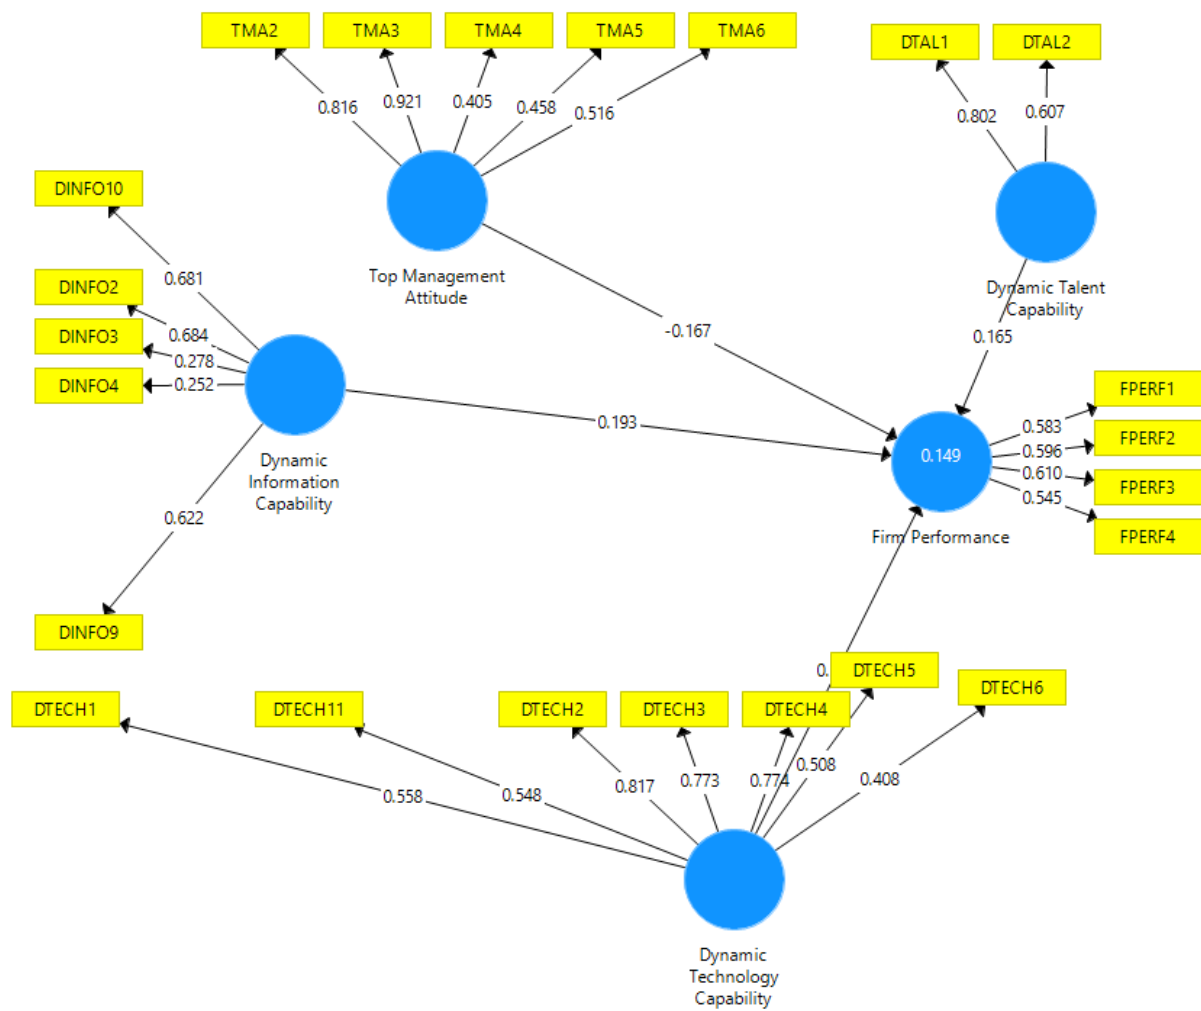 TMA2 TMA3 TMA4 TMA5 TMA6
DTAL1 DTAL2
0.816 0.921 0.405 0.458 0.516
0.802 0.607
DINFO10
0.681
Top Management
Attitude
Dynamic Talent
Capability
DINFO2
DINFO3
DINFO4
0.684
0.278
0.252
-0.167
0.165
0.193
Dynamic
Information
Capability
0.622
DINFO9
0.149
Firm Performance
0.583
0.596
0.610
0.545
FPERF1
FPERF2
FPERF3
FPERF4
0.
DTECH1 DTECH11 DTECH2 DTECH3 DTECH4 DTECH5 DTECH6
0.558 0.548 0.817 0.773 0.774 0.508 0.408
Dynamic
Technology
Capability